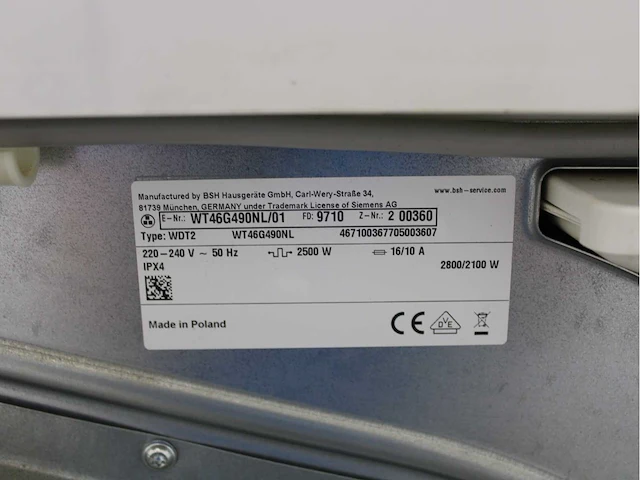 Manufactured by BSH Hausgeräte GmbH, Carl-Wery-Straße 34, www.bsh-service.com
81739 München, GERMANY under Trademark License of Siemens AG
E-Nr.: WT46G490NL/01 FD: 9710 Z-Nr.: 2 00360
Type: WDT2 WT46G490NL 467100367705003607
220-240 V ~ 50 Hz 2500 W 16/10 A
IPX4 2800/2100 W
Made in Poland CE DVE